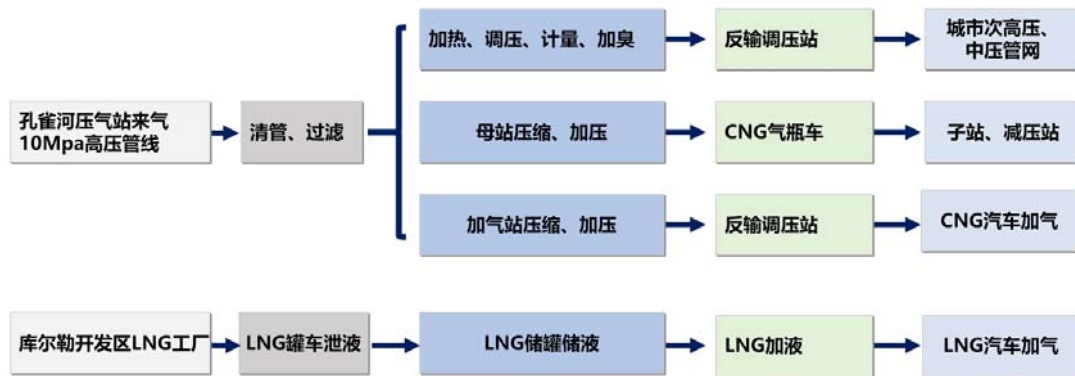 加热、调压、计量、加臭
反输调压站
城市次高压、
中压管网
孔雀河压气站来气
10Mpa高压管线
清管、过滤
母站压缩、加压
CNG气瓶车
子站、减压站
加气站压缩、加压
反输调压站
CNG汽车加气
库尔勒开发区LNG工厂
LNG罐车泄液
LNG储罐储液
LNG加液
LNG汽车加气